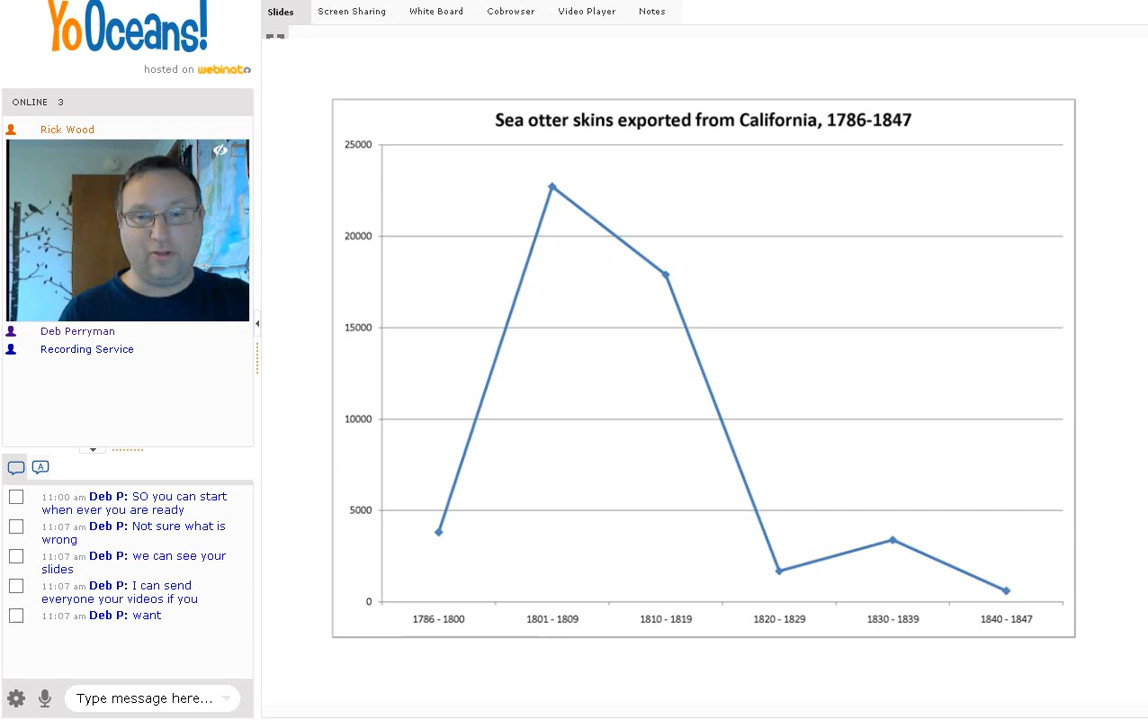 YoOceans!
hosted on webinato
ONLINE 3
Rick Wood
Deb Perryman
Recording Service
A
11:00 am Deb P: SO you can start
when ever you are ready
11:07 am Deb P: Not sure what is
wrong
11:07 am Deb P: we can see your
slides
11:07 am Deb P: I can send
everyone your videos if you
11:07 am Deb P: want
Type message here...
Slides Screen Sharing White Board Cobrowser Video Player Notes
Sea otter skins exported from California, 1786-1847
25000
20000
15000
10000
5000
0
1786 - 1800 1801 - 1809 1810 - 1819 1820 - 1829 1830 - 1839 1840 - 1847